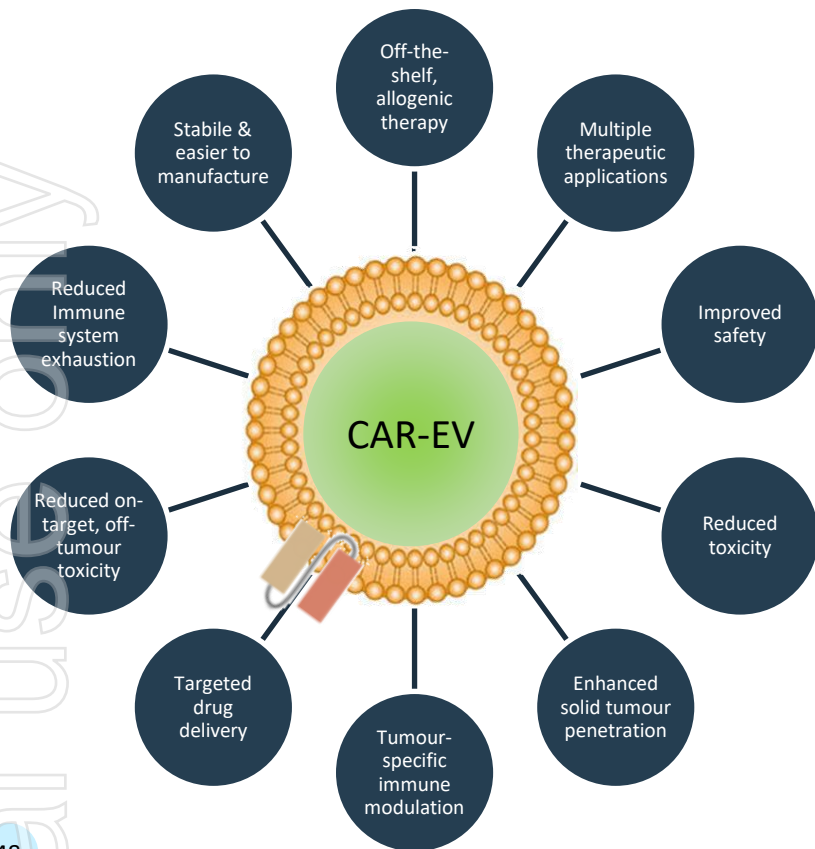 Off-the-
shelf,
allogenic
therapy
Multiple
therapeutic
applications
Improved
safety
Reduced
toxicity
Enhanced
solid tumour
penetration
Tumour-
specific
immune
modulation
Targeted
drug
delivery
Reduced on-
target, off-
tumour
toxicity
Reduced
Immune
system
exhaustion
Stabile &
easier to
manufacture
CAR-EV
use only